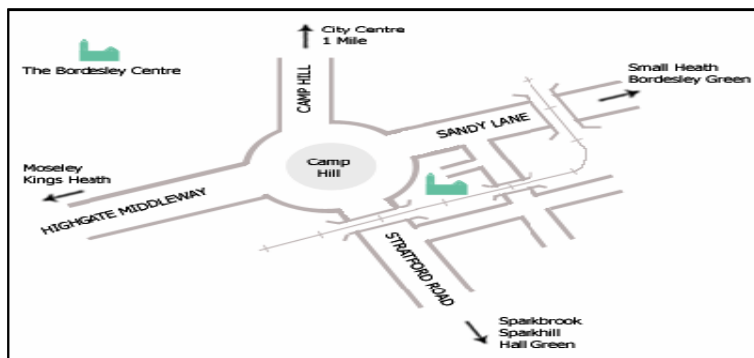 City Centre
1 Mile
The Bordesley Centre
Small Heath
Bordesley Green
CAMP HILL
SANDY LANE
Camp
Hill
Moseley
Kings Heath
HIGHGATE MIDDLEWAY
STRATFORD ROAD
Sparkbrook
Sparkhill
Hall Green